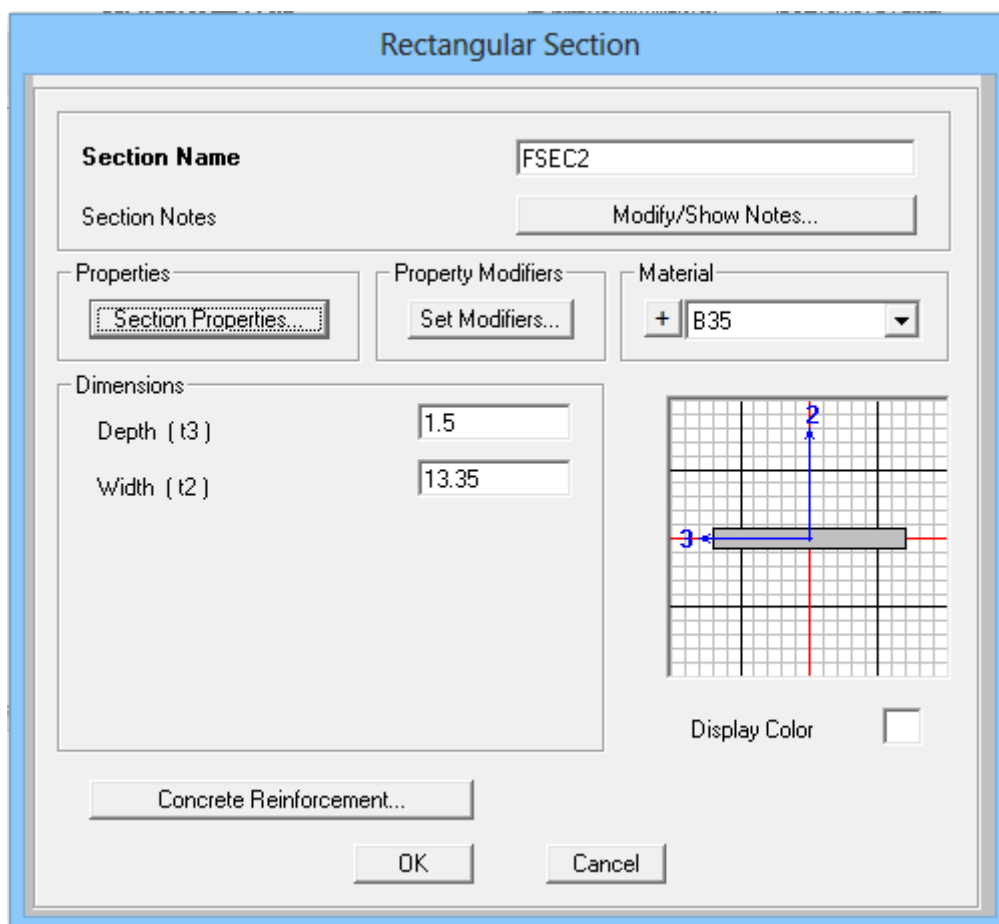 Rectangular Section
Section Name
FSEC2
Section Notes
Modify/Show Notes...
Properties
Property Modifiers
Material
Section Properties...
Set Modifiers...
+ B35
Dimensions
Depth ( t3 )
1.5
Width ( t2 )
13.35
2
3
Display Color
Concrete Reinforcement...
OK
Cancel